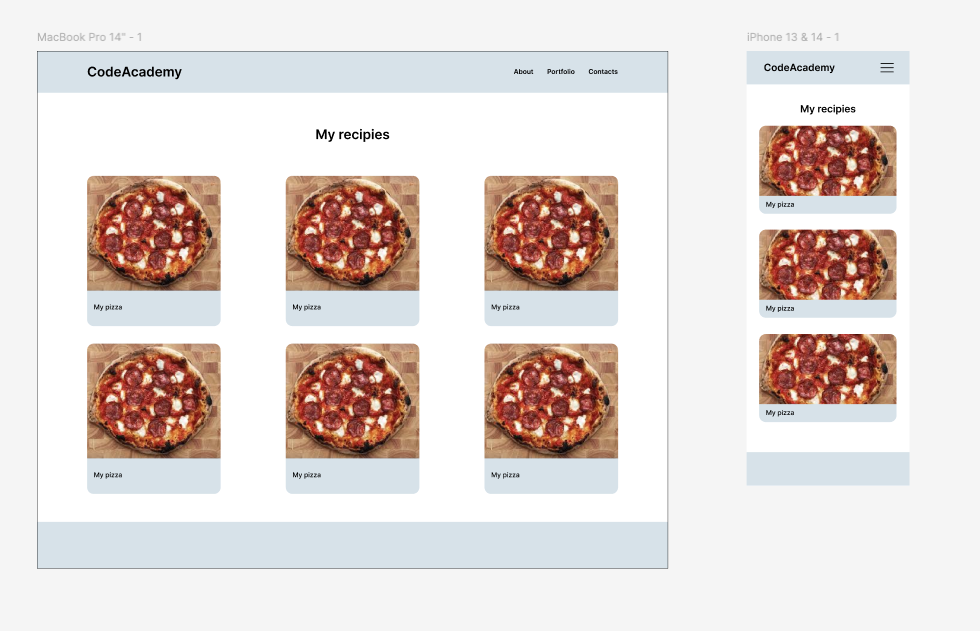 MacBook Pro 14" - 1
CodeAcademy
About Portfolio Contacts
My recipies
My pizza My pizza My pizza
My pizza My pizza My pizza
iPhone 13 & 14 - 1
CodeAcademy
My recipies
My pizza
My pizza
My pizza